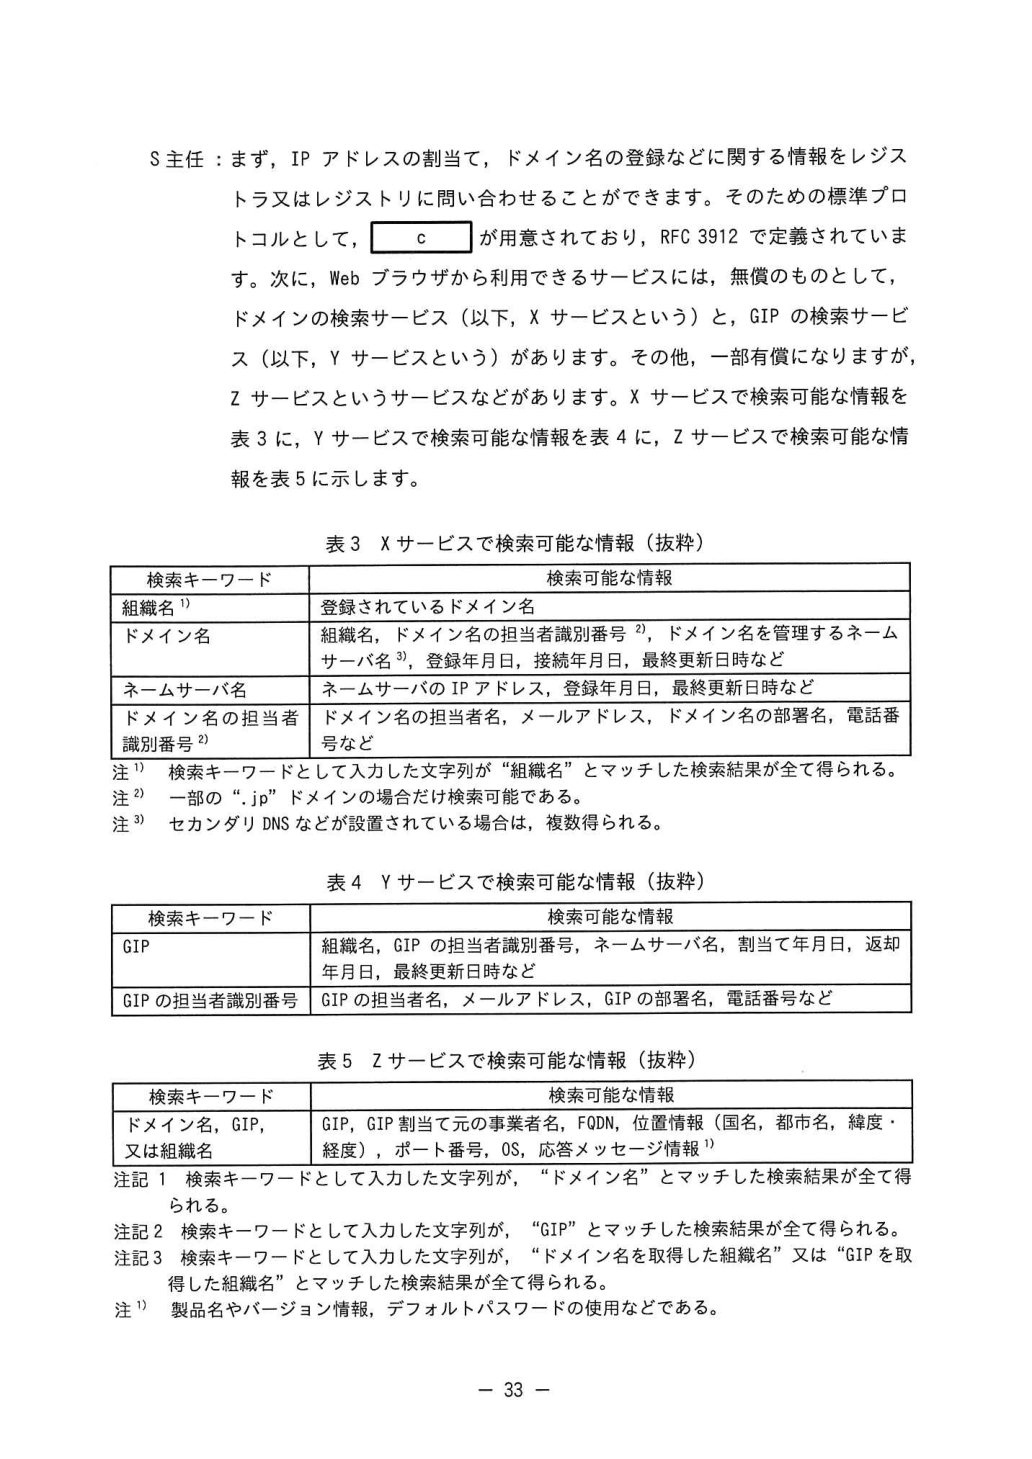 S主任：まず，IP アドレスの割当て，ドメイン名の登録などに関する情報をレジス
トラ又はレジストリに問い合わせることができます。そのための標準プロ
トコルとして， c が用意されており，RFC 3912 で定義されていま
す。次に，Web ブラウザから利用できるサービスには，無償のものとして，
ドメインの検索サービス（以下，X サービスという）と，GIP の検索サービ
ス（以下，Y サービスという）があります。その他，一部有償になりますが，
Z サービスというサービスなどがあります。X サービスで検索可能な情報を
表 3 に，Y サービスで検索可能な情報を表 4 に，Z サービスで検索可能な情
報を表 5 に示します。
表3　X サービスで検索可能な情報（抜粋）
検索キーワード　検索可能な情報
組織名 1)　登録されているドメイン名
ドメイン名　組織名，ドメイン名の担当者識別番号 2)，ドメイン名を管理するネーム
サーバ名 3)，登録年月日，接続年月日，最終更新日時など
ネームサーバ名　ネームサーバの IP アドレス，登録年月日，最終更新日時など
ドメイン名の担当者　ドメイン名の担当者名，メールアドレス，ドメイン名の部署名，電話番
識別番号 2)　号など
注 1)　検索キーワードとして入力した文字列が“組織名”とマッチした検索結果が全て得られる。
注 2)　一部の“.jp”ドメインの場合だけ検索可能である。
注 3)　セカンダリ DNS などが設置されている場合は，複数得られる。
表4　Y サービスで検索可能な情報（抜粋）
検索キーワード　検索可能な情報
GIP　組織名，GIP の担当者識別番号，ネームサーバ名，割当て年月日，返却
年月日，最終更新日時など
GIP の担当者識別番号　GIP の担当者名，メールアドレス，GIP の部署名，電話番号など
表5　Z サービスで検索可能な情報（抜粋）
検索キーワード　検索可能な情報
ドメイン名，GIP，　GIP，GIP 割当て元の事業者名，FQDN，位置情報（国名，都市名，緯度・
又は組織名　経度），ポート番号，OS，応答メッセージ情報 1)
注記 1　検索キーワードとして入力した文字列が，“ドメイン名”とマッチした検索結果が全て得
られる。
注記 2　検索キーワードとして入力した文字列が，“GIP”とマッチした検索結果が全て得られる。
注記 3　検索キーワードとして入力した文字列が，“ドメイン名を取得した組織名”又は“GIP を取
得した組織名”とマッチした検索結果が全て得られる。
注 1)　製品名やバージョン情報，デフォルトパスワードの使用などである。
－ 33 －